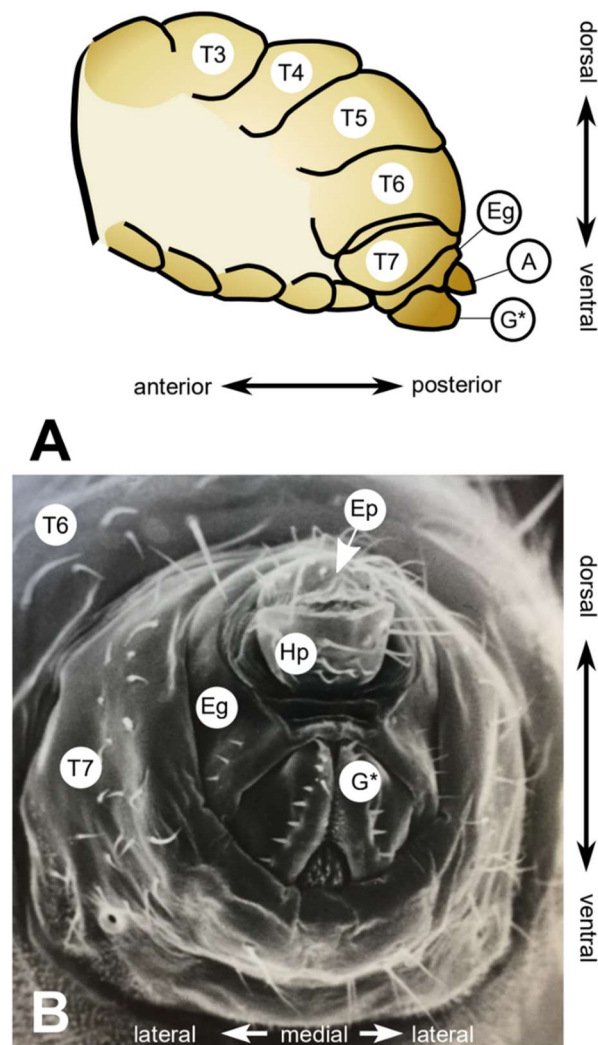 dorsal
T3
T4
T5
T6
Eg
T7
A
G*
ventral
anterior
posterior
A
T6
Ep
dorsal
Hp
Eg
T7
G*
ventral
B
lateral
medial
lateral